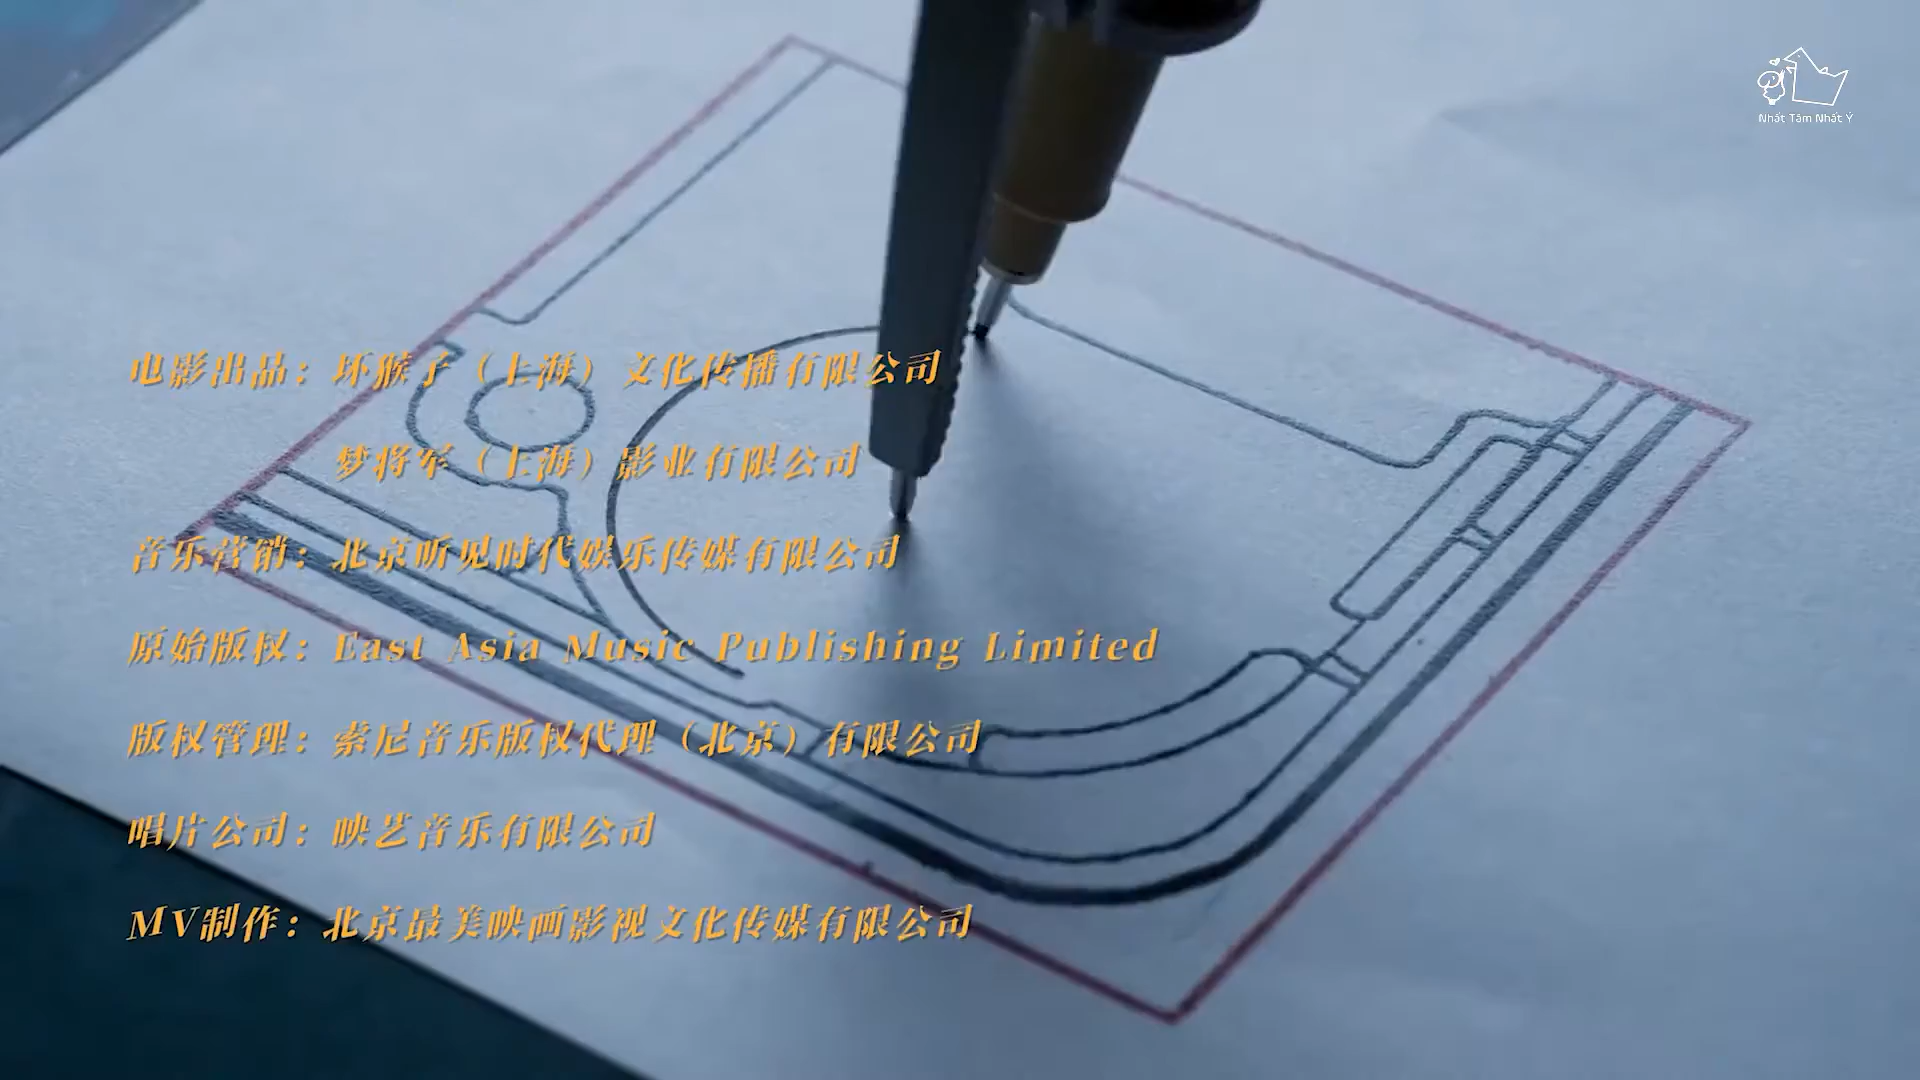 Nhất Tâm Nhất Ý
电影出品：坏猴子（上海）文化传播有限公司
梦将军（上海）影业有限公司
音乐营销：北京听见时代娱乐传媒有限公司
原始版权：East Asia Music Publishing Limited
版权管理：索尼音乐版权代理（北京）有限公司
唱片公司：映艺音乐有限公司
MV制作：北京最美映画影视文化传媒有限公司